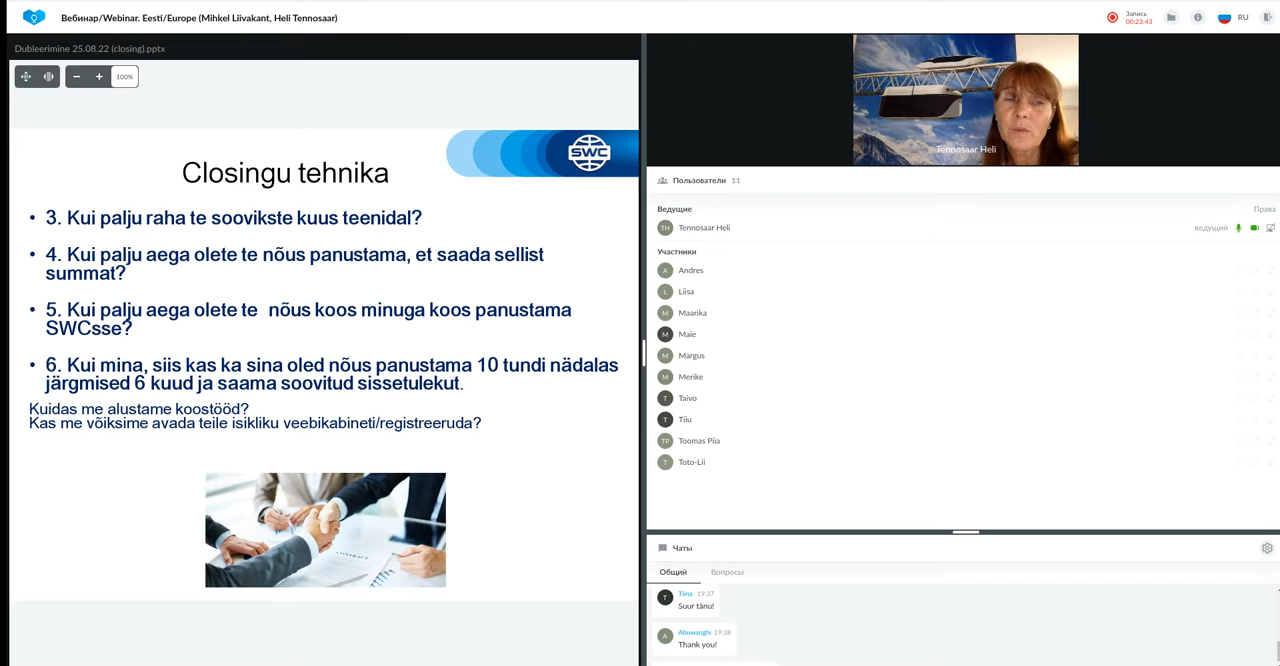 Вебинар/Webinar. Eesti/Europe (Mihkel Liivakant, Heli Tennosaar)
Запись
00:23:43
RU
Dubleerimine 25.08.22 (closing).pptx
100%
SWC
Closingu tehnika
• 3. Kui palju raha te soovikste kuus teenidal?
• 4. Kui palju aega olete te nõus panustama, et saada sellist
summat?
• 5. Kui palju aega olete te nõus koos minuga koos panustama
SWCsse?
• 6. Kui mina, siis kas ka sina oled nõus panustama 10 tundi nädalas
järgmised 6 kuud ja saama soovitud sissetulekut.
Kuidas me alustame koostööd?
Kas me võiksime avada teile isikliku veebikabineti/registreeruda?
Tennosaar Heli
Пользователи 11
Ведущие Права
TH Tennosaar Heli ведущий
Участники
A Andres
L Liisa
M Maarika
M Maie
M Margus
M Merike
T Taivo
T Tiiu
TP Toomas Piia
T Toto-Lii
Чаты
Общий Вопросы
T Tiina 19:37
Suur tänu!
A Abuwanghi 19:38
Thank you!